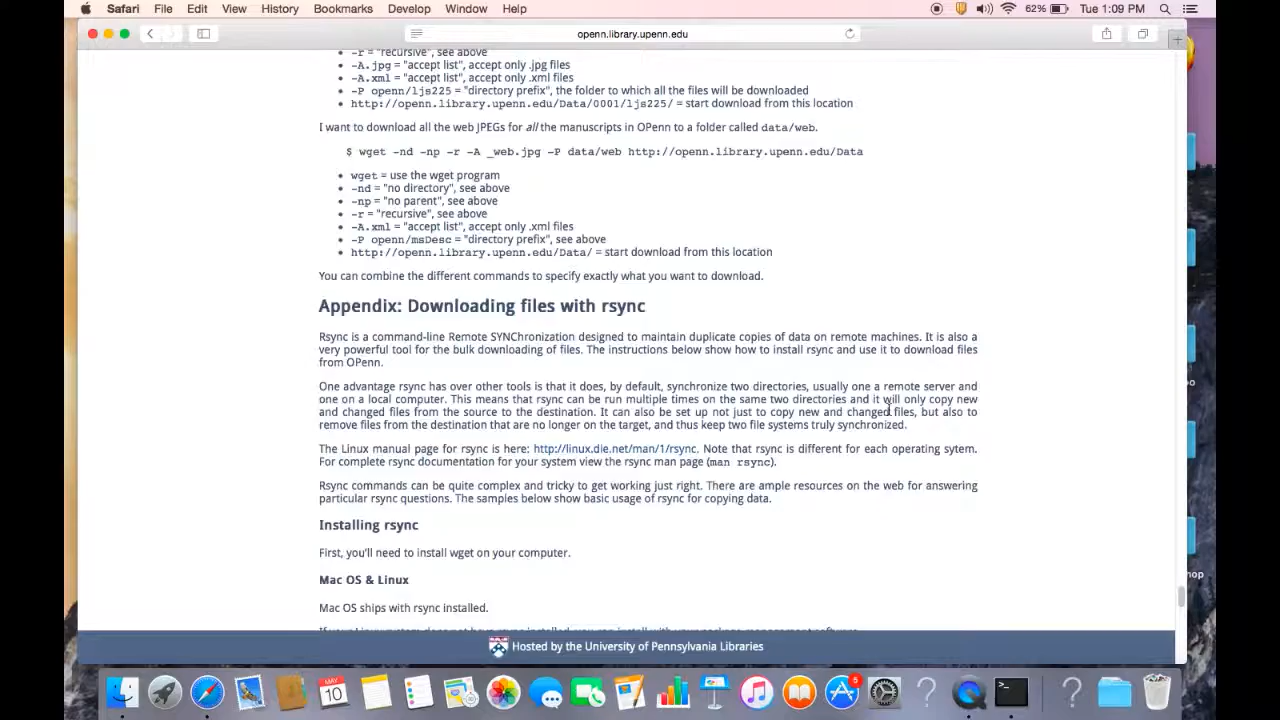 Safari File Edit View History Bookmarks Develop Window Help 62% Tue 1:09 PM
openn.library.upenn.edu
-r = "recursive", see above
-A.jpg = "accept list", accept only .jpg files
-A.xml = "accept list", accept only .xml files
-P openn/ljs225 = "directory prefix", the folder to which all the files will be downloaded
http://openn.library.upenn.edu/Data/0001/ljs225/ = start download from this location
I want to download all the web JPEGs for all the manuscripts in OPenn to a folder called data/web.
$ wget -nd -np -r -A _web.jpg -P data/web http://openn.library.upenn.edu/Data
wget = use the wget program
-nd = "no directory", see above
-np = "no parent", see above
-r = "recursive", see above
-A.xml = "accept list", accept only .xml files
-P openn/msDesc = "directory prefix", see above
http://openn.library.upenn.edu/Data/ = start download from this location
You can combine the different commands to specify exactly what you want to download.
Appendix: Downloading files with rsync
Rsync is a command-line Remote SYNChronization designed to maintain duplicate copies of data on remote machines. It is also a
very powerful tool for the bulk downloading of files. The instructions below show how to install rsync and use it to download files
from OPenn.
One advantage rsync has over other tools is that it does, by default, synchronize two directories, usually one a remote server and
one on a local computer. This means that rsync can be run multiple times on the same two directories and it will only copy new
and changed files from the source to the destination. It can also be set up not just to copy new and changed files, but also to
remove files from the destination that are no longer on the target, and thus keep two file systems truly synchronized.
The Linux manual page for rsync is here: http://linux.die.net/man/1/rsync. Note that rsync is different for each operating sytem.
For complete rsync documentation for your system view the rsync man page (man rsync).
Rsync commands can be quite complex and tricky to get working just right. There are ample resources on the web for answering
particular rsync questions. The samples below show basic usage of rsync for copying data.
Installing rsync
First, you'll need to install wget on your computer.
Mac OS & Linux
Mac OS ships with rsync installed.
Hosted by the University of Pennsylvania Libraries
MAY
10
5